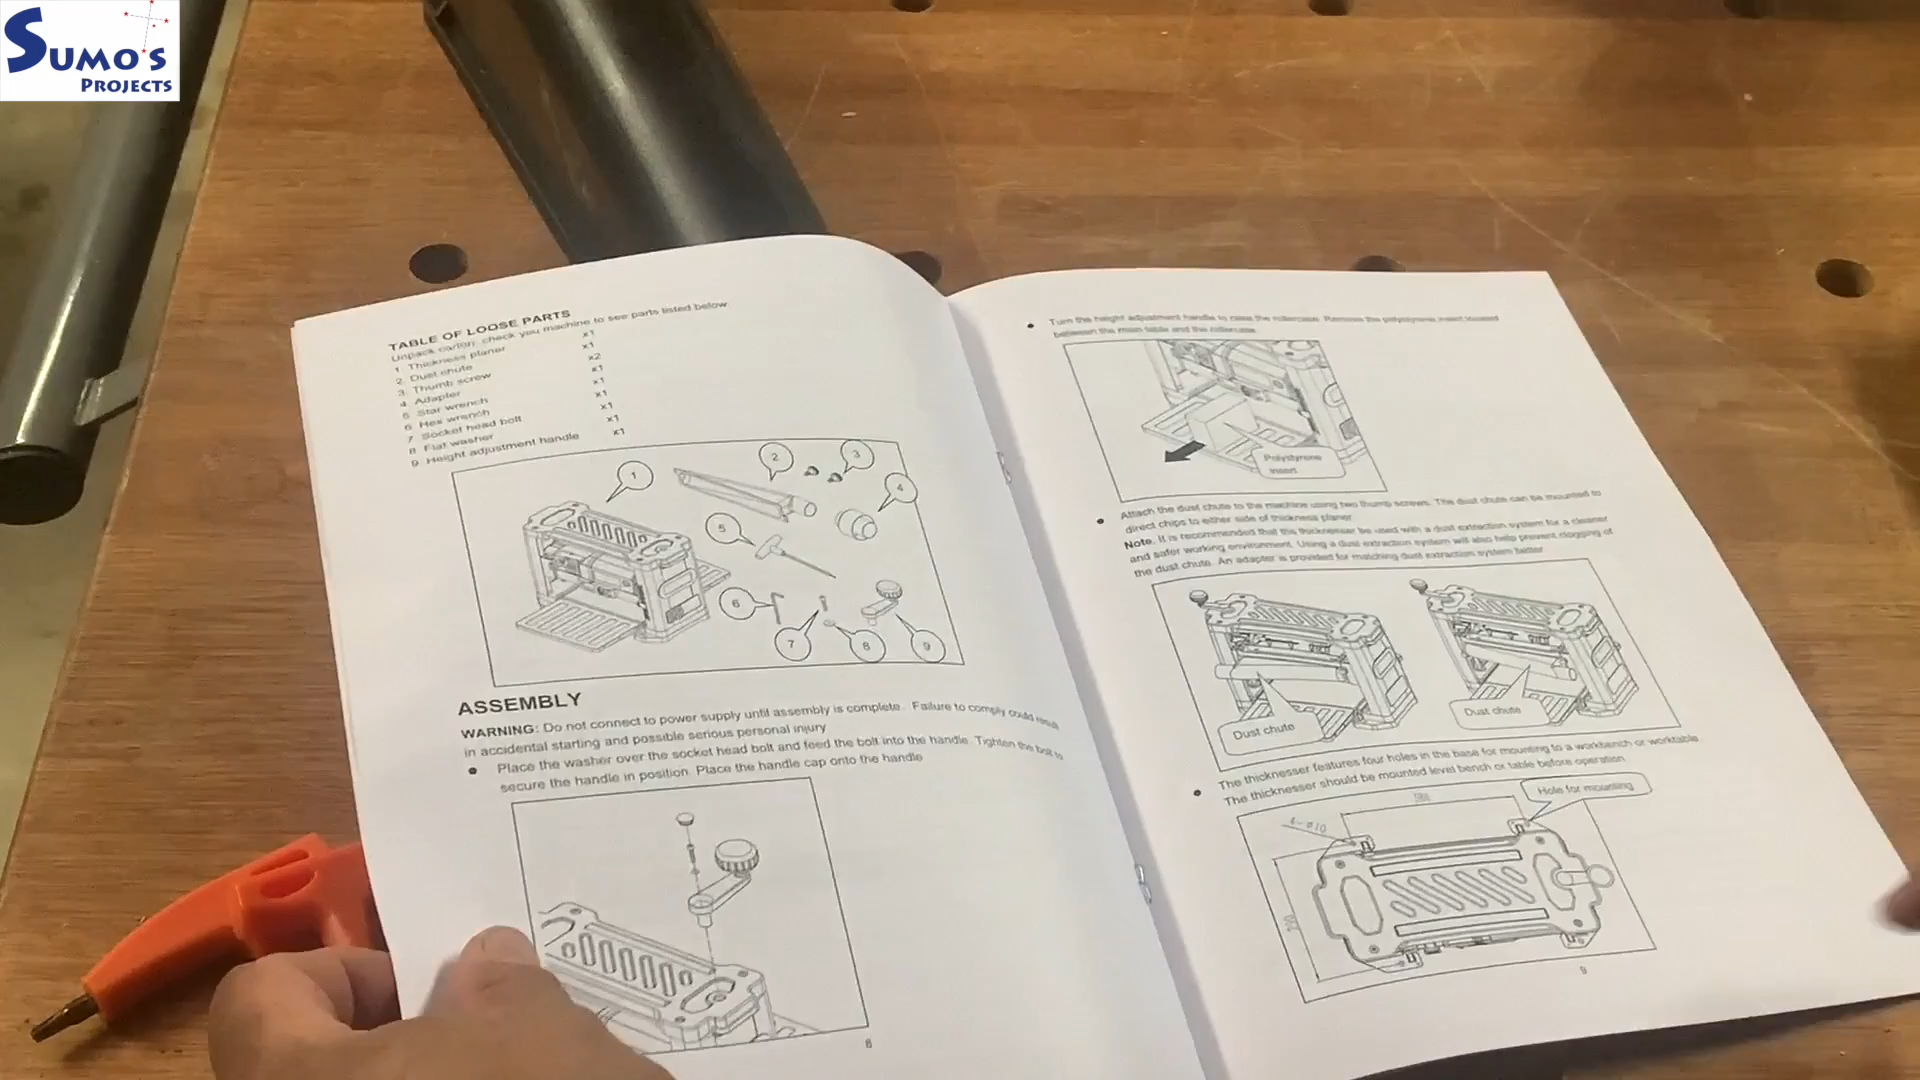 SUMO'S
PROJECTS
TABLE OF LOOSE PARTS
Unpack carton; check you machine to see parts listed below.
1 Thickness planer x1
2 Dust chute x1
3 Thumb screw x2
4 Adapter x1
5 Star wrench x1
6 Hex wrench x1
7 Socket head bolt x1
8 Flat washer x1
9 Height adjustment handle x1
1
2
3
4
5
6
7
8
9
ASSEMBLY
WARNING: Do not connect to power supply until assembly is complete. Failure to comply could result
in accidental starting and possible serious personal injury
● Place the washer over the socket head bolt and feed the bolt into the handle. Tighten the bolt to
secure the handle in position. Place the handle cap onto the handle
8
● Turn the height adjustment handle to raise the rollercase. Remove the polystyrene insert located
between the main table and the rollercase.
Polystyrene
insert
● Attach the dust chute to the machine using two thumb screws. The dust chute can be mounted to
direct chips to either side of thickness planer
Note. It is recommended that this thicknesser be used with a dust extraction system for a cleaner
and safer working environment. Using a dust extraction system will also help prevent clogging of
the dust chute. An adapter is provided for matching dust extraction system better.
Dust chute
Dust chute
● The thicknesser features four holes in the base for mounting to a workbench or worktable.
The thicknesser should be mounted level bench or table before operation
Hole for mounting
4-ø10
9